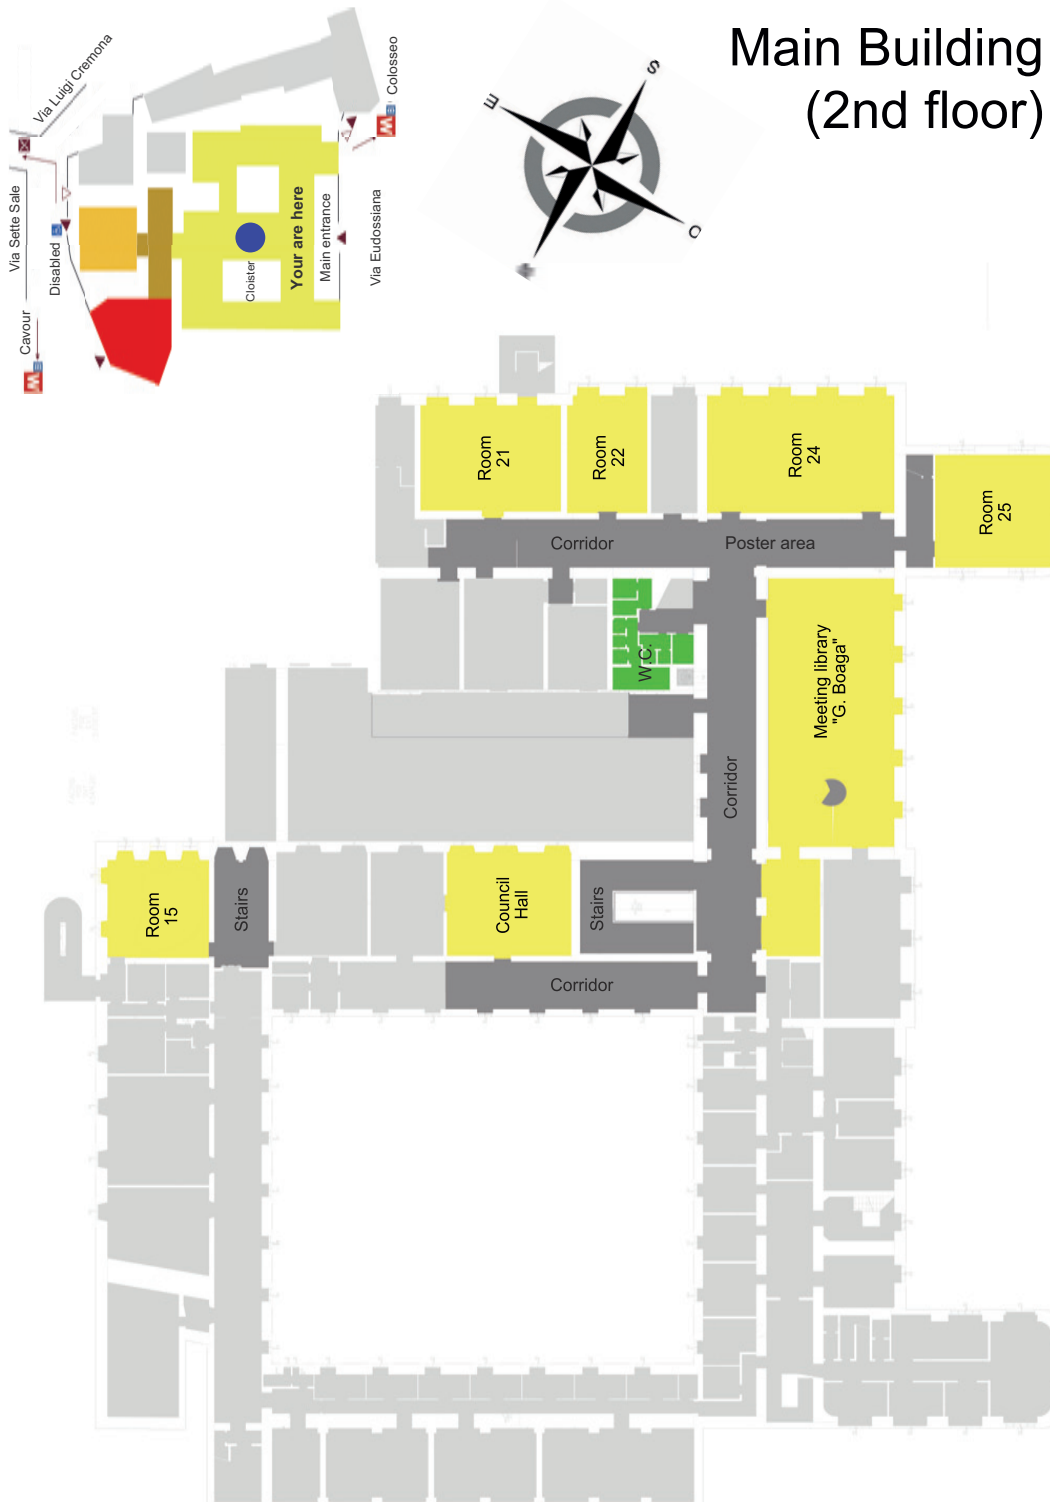 Main Building
(2nd floor)
Via Luigi Cremona
Colosseo
M
Via Sette Sale
Disabled
Cavour
M
Cloister
Your are here
Main entrance
Via Eudossiana
S
E
O
Room
21
Room
22
Room
24
Room
25
Corridor
Poster area
W.C.
Meeting library
"G. Boaga"
Corridor
Room
15
Stairs
Council
Hall
Stairs
Corridor